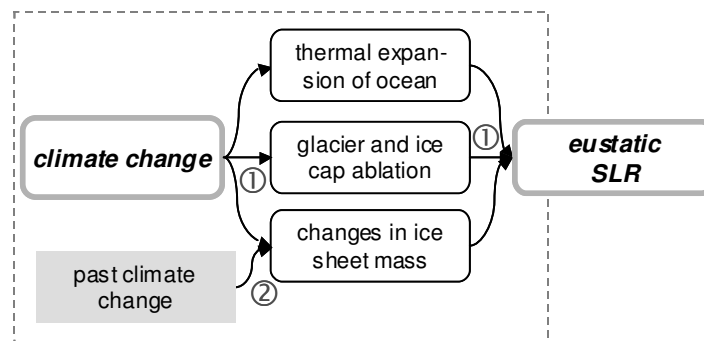 thermal expan-
sion of ocean
climate change
①
glacier and ice
cap ablation
①
eustatic
SLR
changes in ice
sheet mass
past climate
change
②